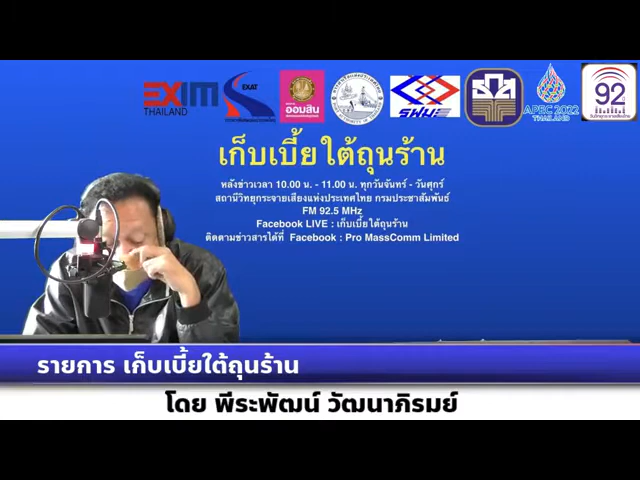 EXIM
THAILAND
EXAT
ออมสิน
รฟม
APEC 2022
THAILAND
92
เก็บเบี้ยใต้ถุนร้าน
หลังข่าวเวลา 10.00 น. - 11.00 น. ทุกวันจันทร์ - วันศุกร์
สถานีวิทยุกระจายเสียงแห่งประเทศไทย กรมประชาสัมพันธ์
FM 92.5 MHz
Facebook LIVE : เก็บเบี้ยใต้ถุนร้าน
ติดตามข่าวสารได้ที่ Facebook : Pro MassComm Limited
รายการ เก็บเบี้ยใต้ถุนร้าน
โดย พีระพัฒน์ วัฒนาภิรมย์